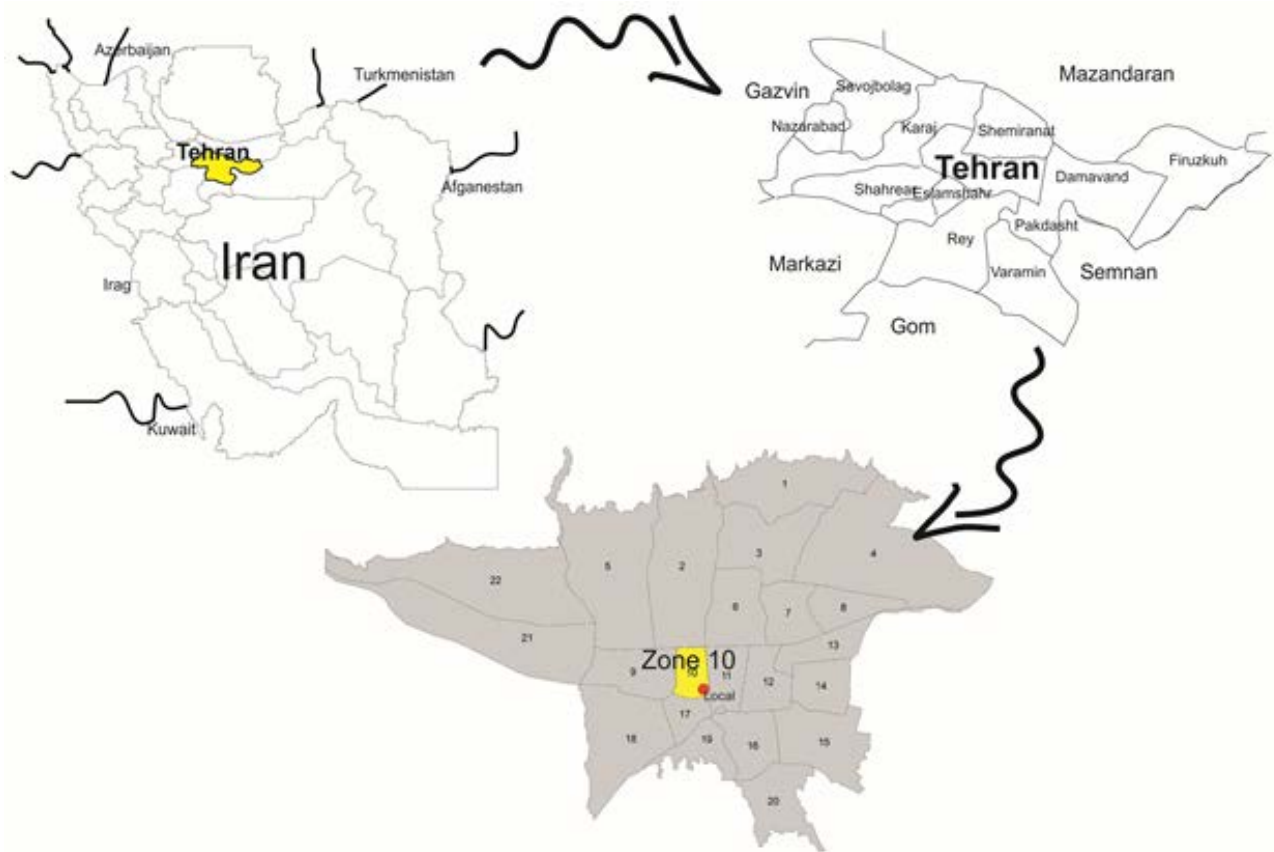 Azerbaijan
Turkmenistan
Tehran
Afganestan
Iran
Irag
Kuwait
Mazandaran
Gazvin
Savojbolag
Nazarabad
Karaj
Shemiranat
Tehran
Firuzkuh
Damavand
Shahrear
Eslamshahr
Pakdasht
Rey
Markazi
Varamin
Semnan
Gom
1
3
4
5
2
22
6
7
8
21
13
Zone 10
9
10
11
12
14
Local
17
18
19
16
15
20